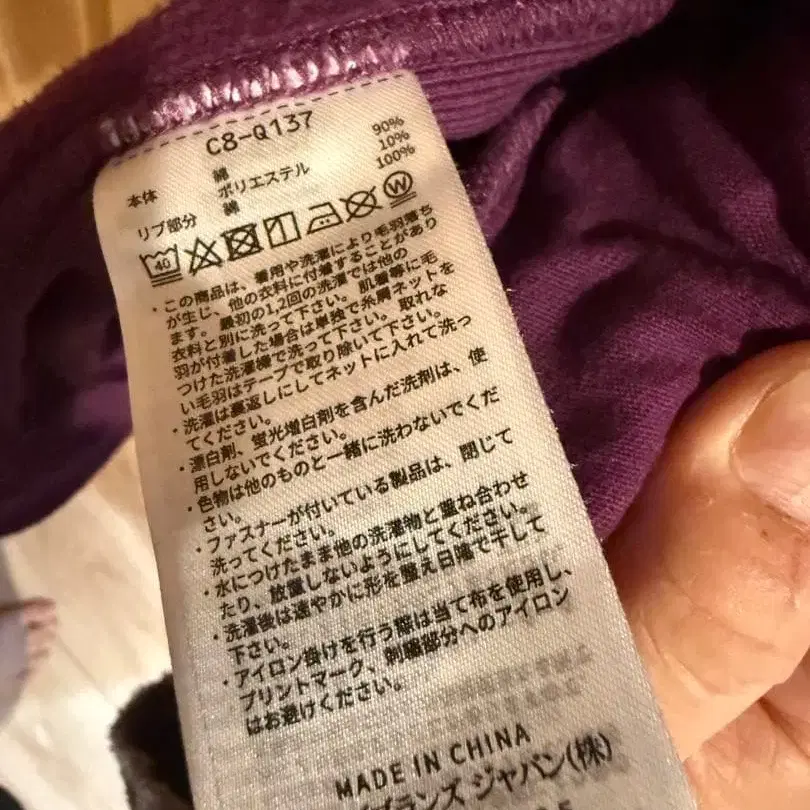 C8-Q137
本体 綿 90%
ポリエステル 10%
リブ部分 綿 100%
40 W
・この商品は、着用や洗濯により毛羽落ち
が生じ、他の衣料に付着することがあり
ます。最初の1,2回の洗濯では他の
衣料と別に洗って下さい。肌着等に毛
羽が付着した場合は単独で糸屑ネットを
つけた洗濯機で洗って下さい。取れな
い毛羽はテープで取り除いて下さい。
・洗濯は裏返しにしてネットに入れて洗っ
てください。
・漂白剤、蛍光増白剤を含んだ洗剤は、使
用しないでください。
・色物は他のものと一緒に洗わないでくだ
さい。
・ファスナーが付いている製品は、閉じて
洗ってください。
・水につけたまま他の洗濯物と重ね合わせ
たり、放置しないようにしてください。
・洗濯後は速やかに形を整え日陰で干して
下さい。
・アイロン掛けを行う際は当て布を使用し、
プリントマーク、刺繍部分へのアイロン
はお避けください。
MADE IN CHINA
ブランズ ジャパン(株)